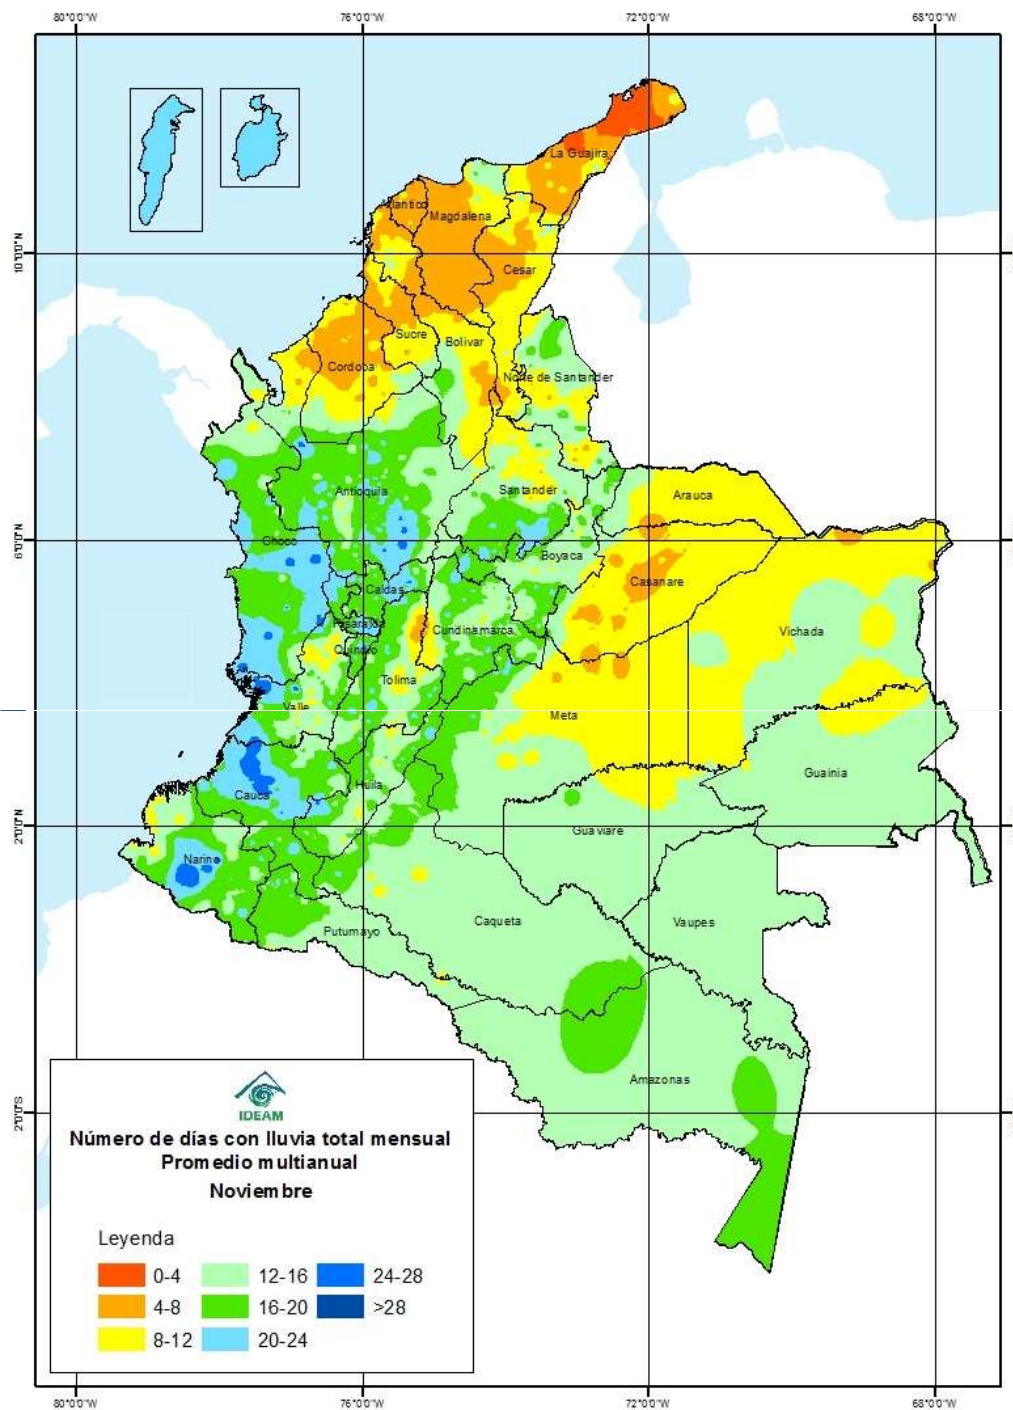 80°0'0"W
76°0'0"W
72°0'0"W
68°0'0"W
La Guajira
Atlantico
Magdalena
10°0'0"N
Cesar
Sucre
Bolivar
Cordoba
Norte de Santander
Antioquia
Santander
Arauca
6°0'0"N
Choco
Boyaca
Caldas
Casanare
Risaralda
Cundinamarca
Vichada
Quindio
Tolima
Valle
Meta
Huila
Guainia
Cauca
2°0'0"N
Guaviare
Narino
Caqueta
Vaupes
Putumayo
Amazonas
2°0'0"S
IDEAM
Número de días con lluvia total mensual
Promedio multianual
Noviembre
Leyenda
0-4
12-16
24-28
4-8
16-20
>28
8-12
20-24
80°0'0"W
76°0'0"W
72°0'0"W
68°0'0"W